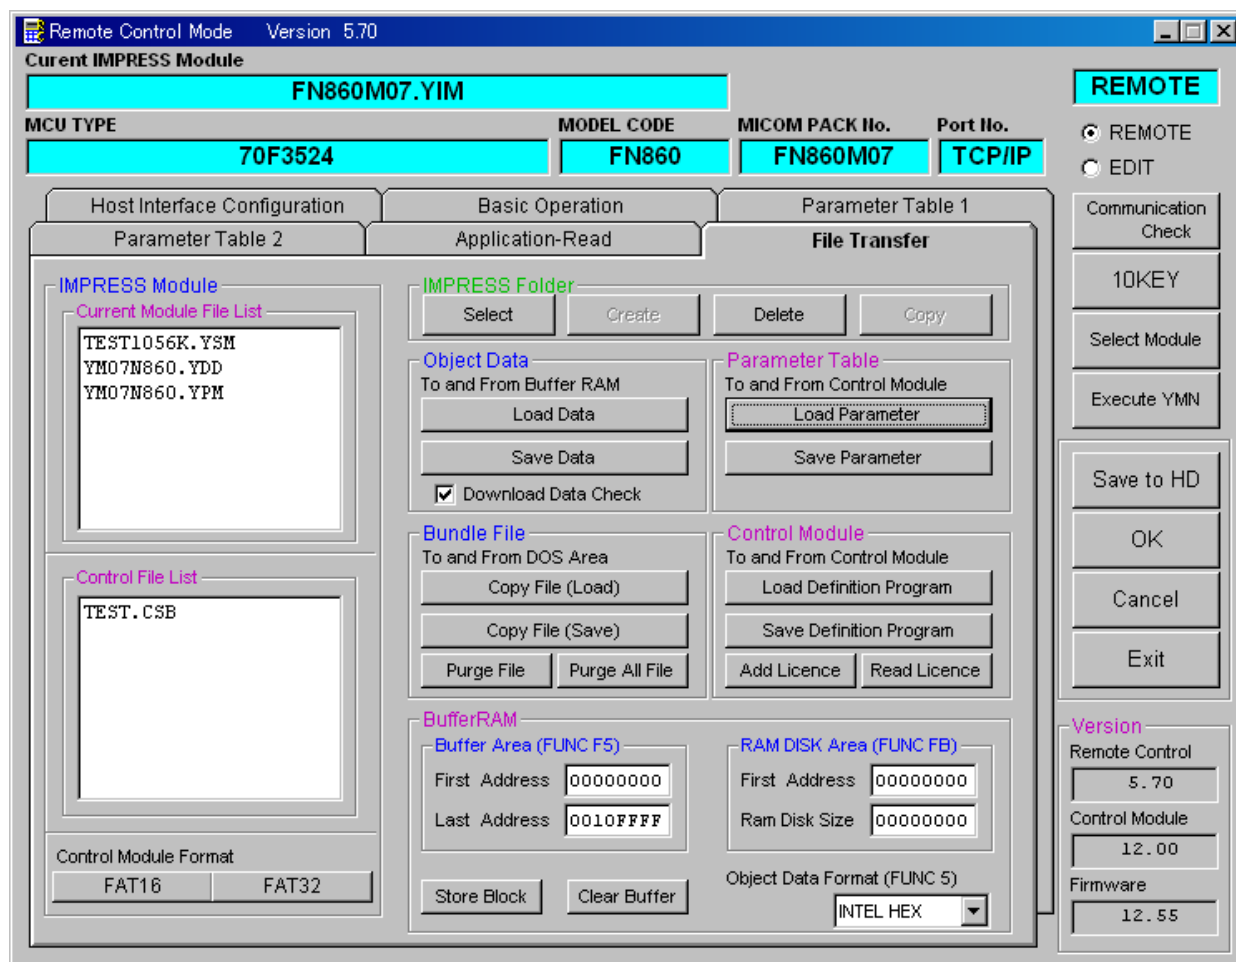 Remote Control Mode Version 5.70
Curent IMPRESS Module
FN860M07.YIM
REMOTE
MCU TYPE
MODEL CODE
MICOM PACK No.
Port No.
70F3524
FN860
FN860M07
TCP/IP
REMOTE
EDIT
Host Interface Configuration
Basic Operation
Parameter Table 1
Parameter Table 2
Application-Read
File Transfer
IMPRESS Module
Current Module File List
TEST1056K.YSM
YM07N860.YDD
YM07N860.YPM
Control File List
TEST.CSB
Control Module Format
FAT16
FAT32
IMPRESS Folder
Select
Create
Delete
Copy
Object Data
To and From Buffer RAM
Load Data
Save Data
Download Data Check
Parameter Table
To and From Control Module
Load Parameter
Save Parameter
Bundle File
To and From DOS Area
Copy File (Load)
Copy File (Save)
Purge File
Purge All File
Control Module
To and From Control Module
Load Definition Program
Save Definition Program
Add Licence
Read Licence
BufferRAM
Buffer Area (FUNC F5)
First Address 00000000
Last Address 0010FFFF
RAM DISK Area (FUNC FB)
First Address 00000000
Ram Disk Size 00000000
Store Block
Clear Buffer
Object Data Format (FUNC 5)
INTEL HEX
Communication
Check
10KEY
Select Module
Execute YMN
Save to HD
OK
Cancel
Exit
Version
Remote Control
5.70
Control Module
12.00
Firmware
12.55